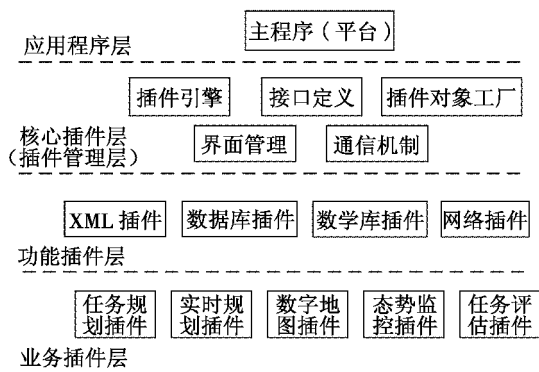 主程序（平台）
应用程序层
插件引擎 接口定义 插件对象工厂
核心插件层
（插件管理层）
界面管理 通信机制
XML 插件 数据库插件 数学库插件 网络插件
功能插件层
任务规 实时规 数字地 态势监 任务评
划插件 划插件 图插件 控插件 估插件
业务插件层